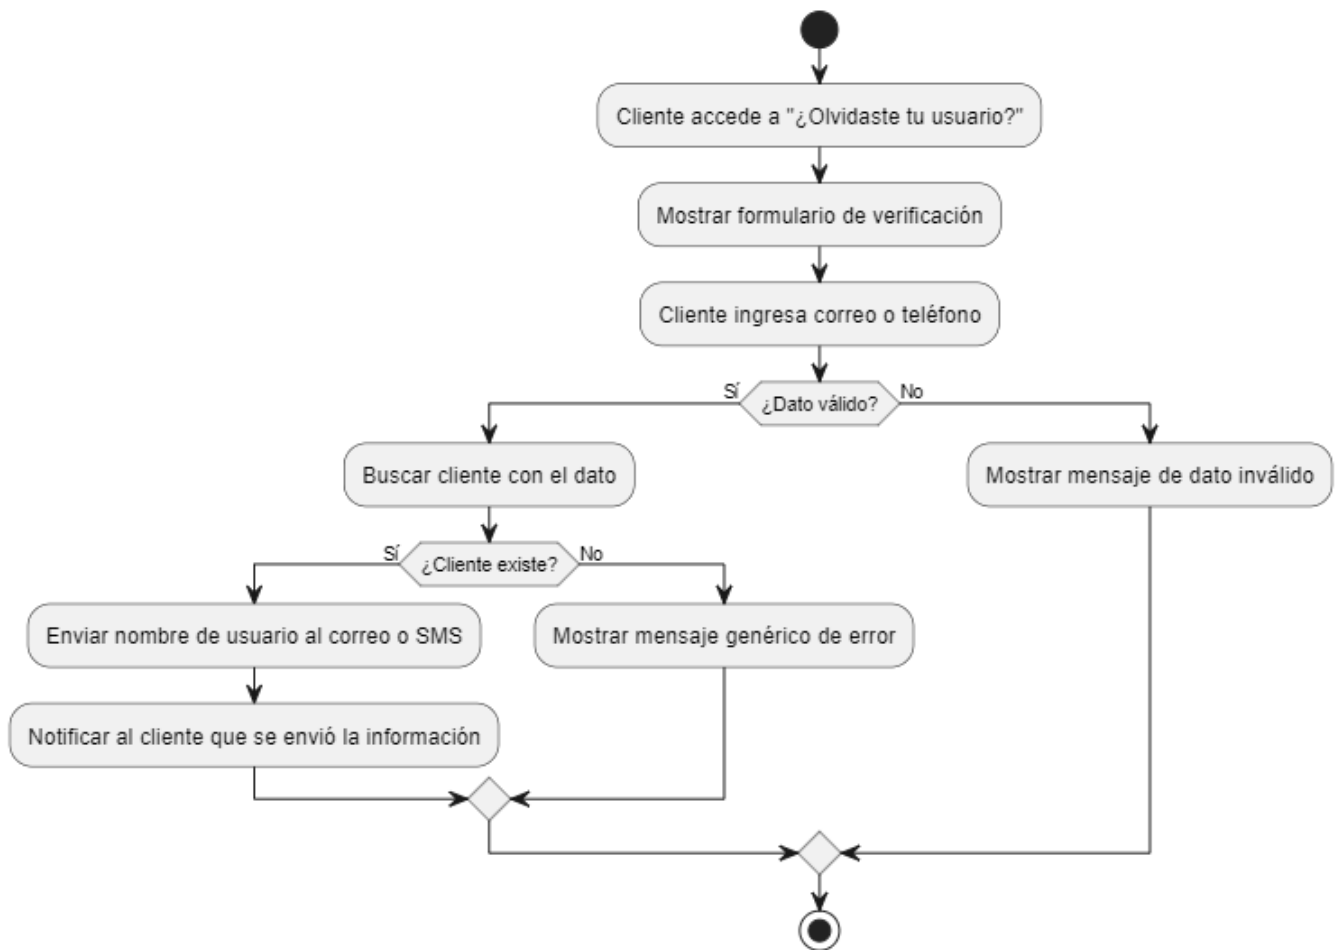 Cliente accede a "¿Olvidaste tu usuario?"
Mostrar formulario de verificación
Cliente ingresa correo o teléfono
Sí
¿Dato válido?
No
Buscar cliente con el dato
Mostrar mensaje de dato inválido
Sí
¿Cliente existe?
No
Enviar nombre de usuario al correo o SMS
Mostrar mensaje genérico de error
Notificar al cliente que se envió la información